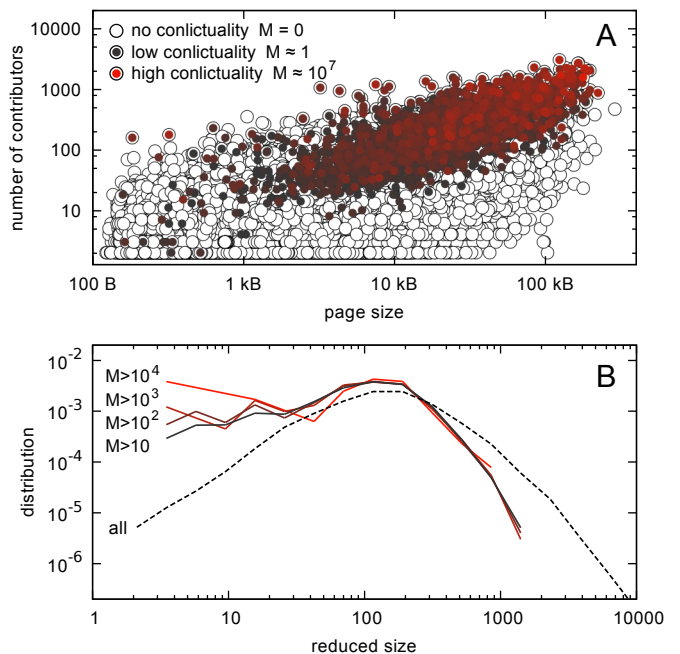 A
no conlictuality M = 0
low conlictuality M ≈ 1
high conlictuality M ≈ 10^7
number of contributors
1000
100
10
100 B
1 kB
10 kB
100 kB
page size
B
distribution
10^-2
10^-3
10^-4
10^-5
10^-6
M>10^4
M>10^3
M>10^2
M>10
all
1
10
100
1000
10000
reduced size